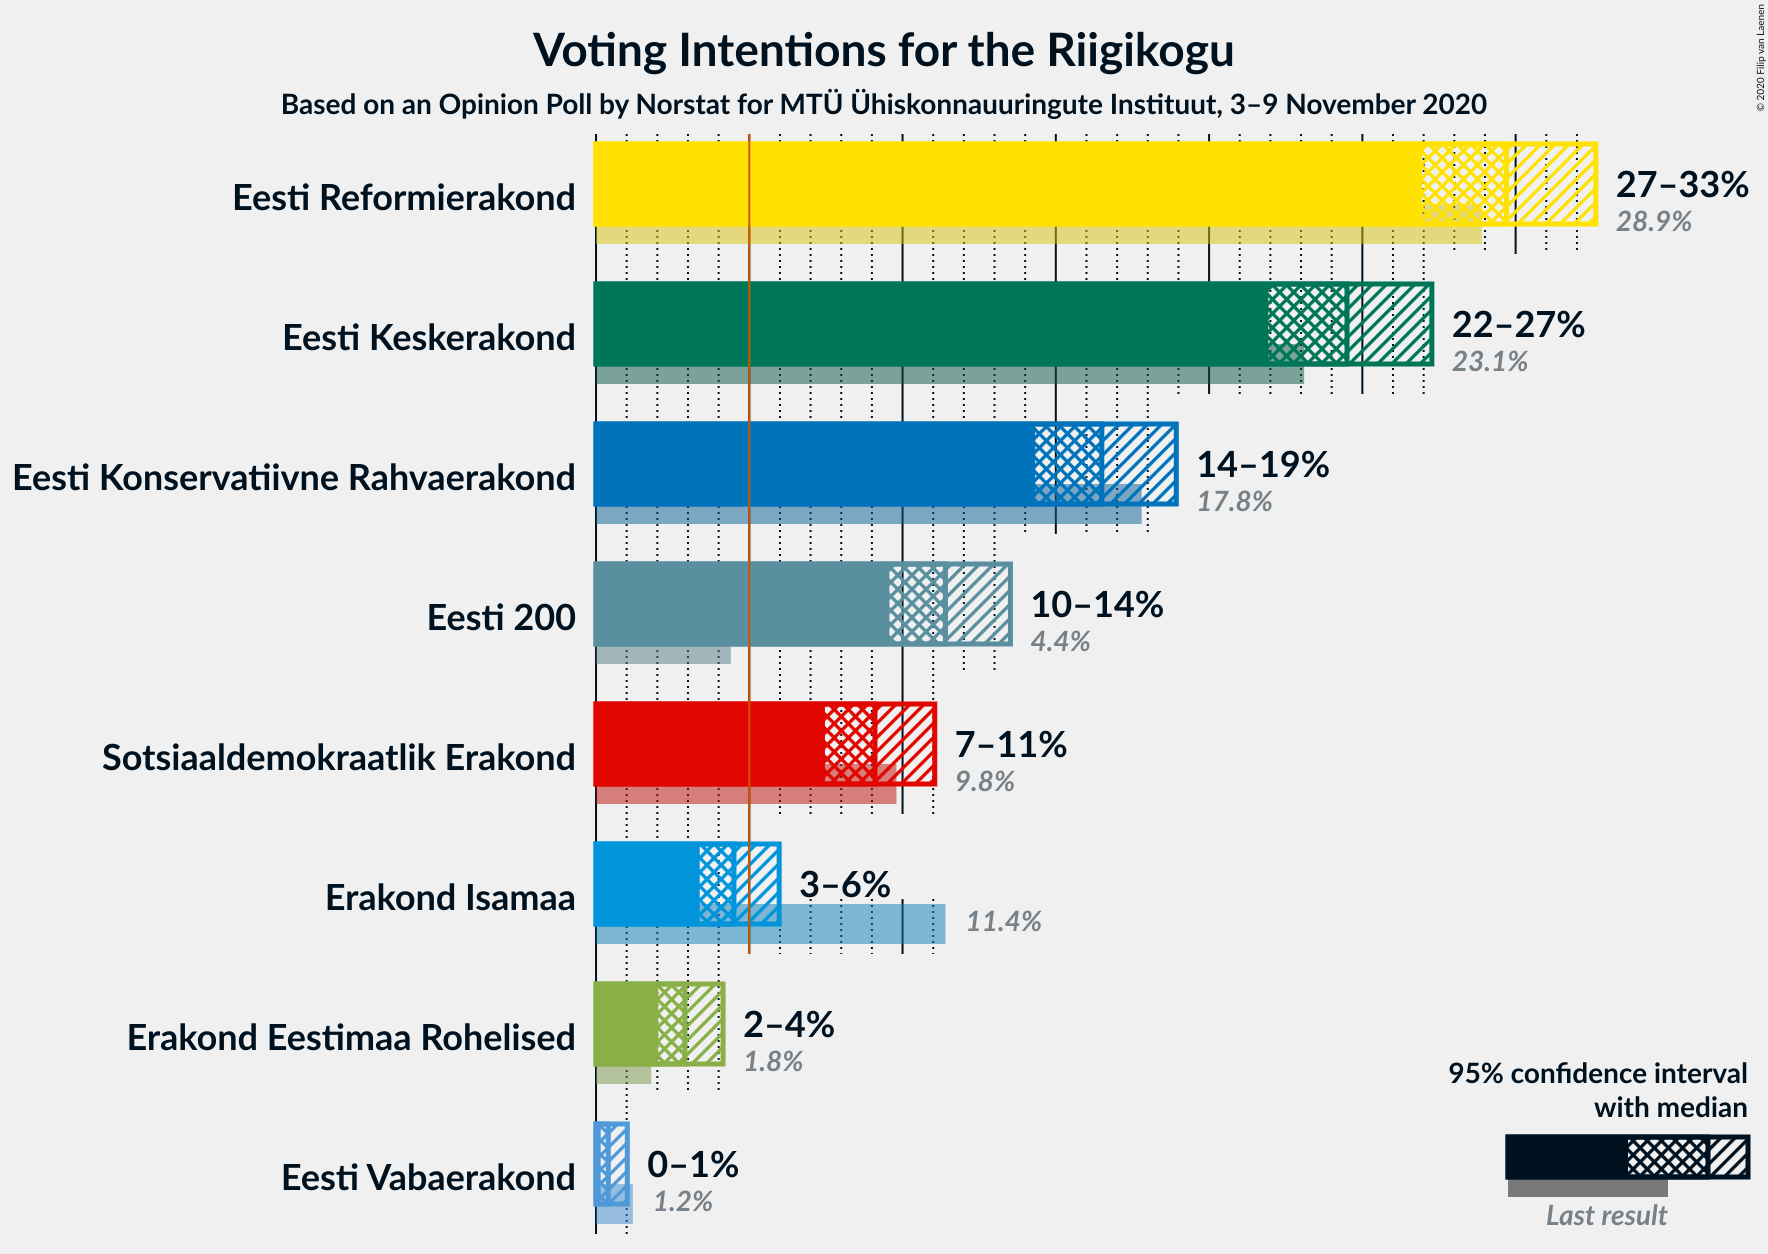 Voting Intentions for the Riigikogu
Based on an Opinion Poll by Norstat for MTÜ Ühiskonnauuringute Instituut, 3–9 November 2020
© 2020 Filip van Laenen
Eesti Reformierakond
27–33%
28.9%
Eesti Keskerakond
22–27%
23.1%
Eesti Konservatiivne Rahvaerakond
14–19%
17.8%
Eesti 200
10–14%
4.4%
Sotsiaaldemokraatlik Erakond
7–11%
9.8%
Erakond Isamaa
3–6%
11.4%
Erakond Eestimaa Rohelised
2–4%
1.8%
Eesti Vabaerakond
0–1%
1.2%
95% confidence interval
with median
Last result